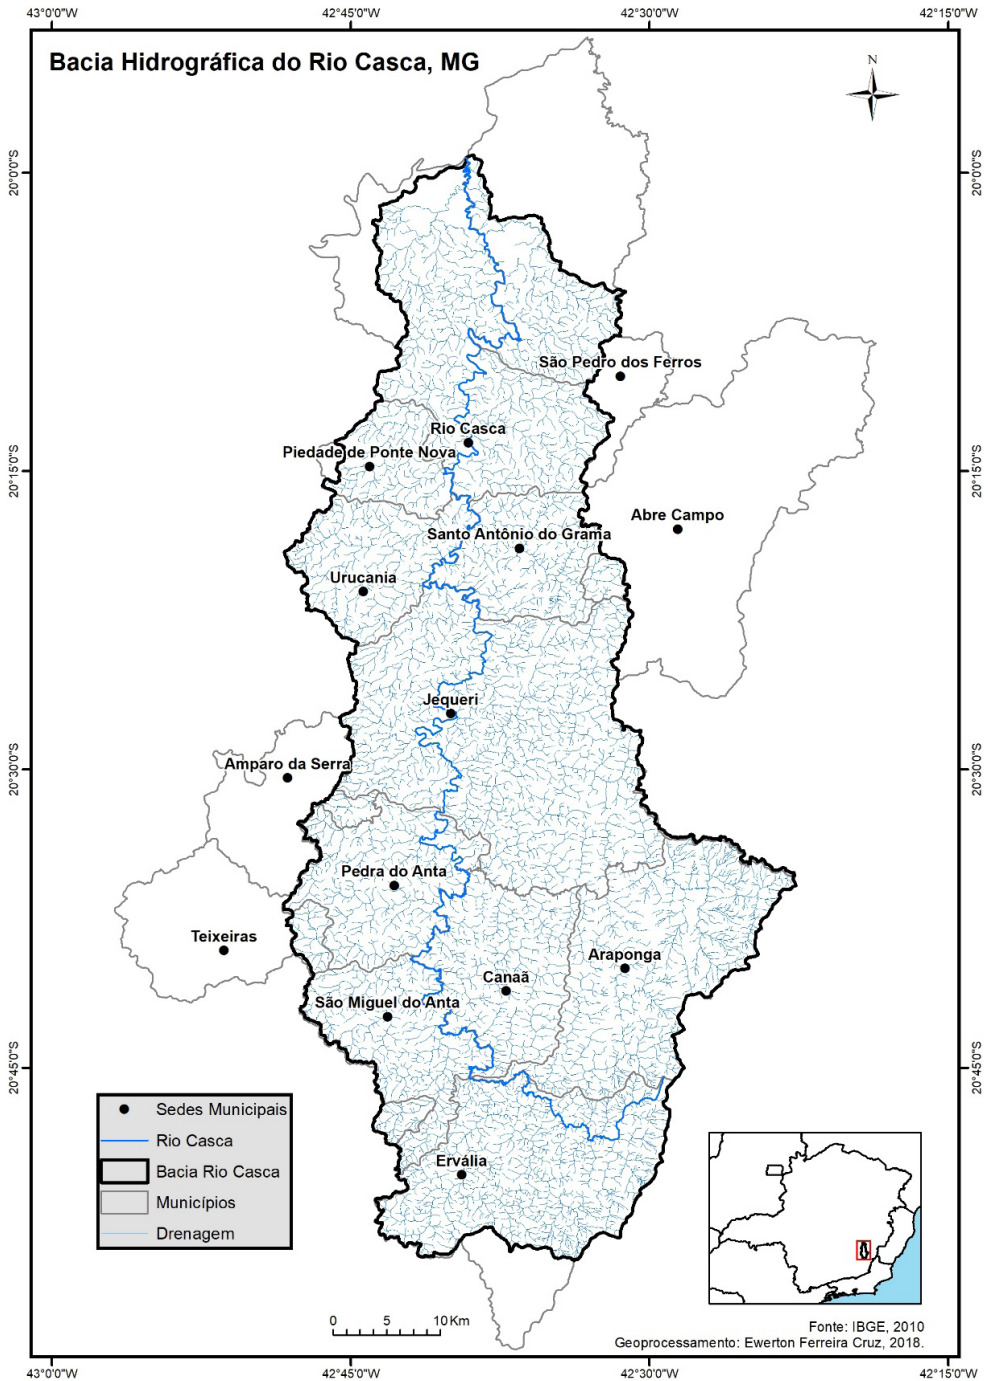 43°0'0"W
42°45'0"W
42°30'0"W
42°15'0"W
Bacia Hidrográfica do Rio Casca, MG
N
20°0'0"S
20°0'0"S
São Pedro dos Ferros
Rio Casca
Piedade de Ponte Nova
20°15'0"S
20°15'0"S
Abre Campo
Santo Antônio do Grama
Urucania
Jequeri
Amparo da Serra
20°30'0"S
20°30'0"S
Pedra do Anta
Teixeiras
Araponga
Canaã
São Miguel do Anta
20°45'0"S
20°45'0"S
Sedes Municipais
Rio Casca
Bacia Rio Casca
Municípios
Drenagem
Ervália
0 5 10 Km
Fonte: IBGE, 2010
Geoprocessamento: Ewerton Ferreira Cruz, 2018.
43°0'0"W
42°45'0"W
42°30'0"W
42°15'0"W